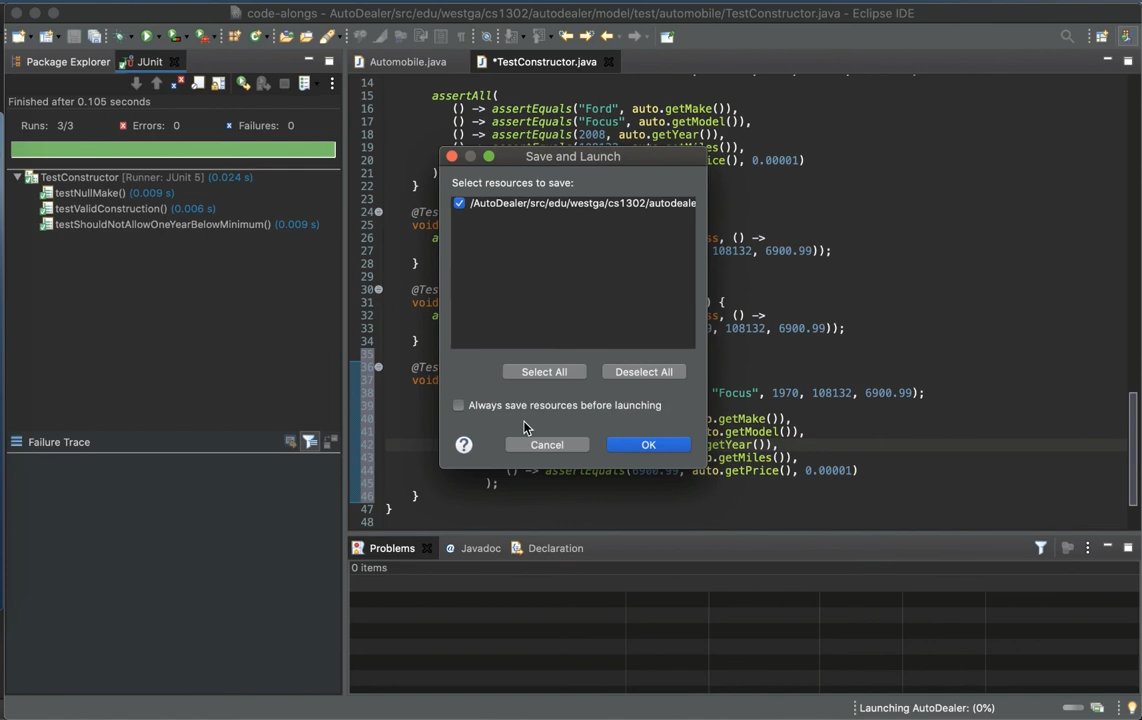 code-alongs - AutoDealer/src/edu/westga/cs1302/autodealer/model/test/automobile/TestConstructor.java - Eclipse IDE
Package Explorer
JUnit
Automobile.java
*TestConstructor.java
Finished after 0.105 seconds
Runs: 3/3
Errors: 0
Failures: 0
TestConstructor [Runner: JUnit 5] (0.024 s)
testNullMake() (0.009 s)
testValidConstruction() (0.006 s)
testShouldNotAllowOneYearBelowMinimum() (0.009 s)
Failure Trace
14
15 assertAll(
16 () -> assertEquals("Ford", auto.getMake()),
17 () -> assertEquals("Focus", auto.getModel()),
18 () -> assertEquals(2008, auto.getYear()),
19
20 ice(), 0.00001)
21 )
22 }
23
24 @Tes
25 void
26 a ss, () ->
27 108132, 6900.99));
28 }
29
30 @Tes
31 void ) {
32 a ss, () ->
33 , 108132, 6900.99));
34 }
35
36 @Tes
37 void
38 "Focus", 1970, 108132, 6900.99);
39
40 o.getMake()),
41 o.getModel()),
42 getYear()),
43 o.getMiles()),
44 () -> assertEquals(6900.99, auto.getPrice(), 0.00001)
45 );
46 }
47 }
48
Save and Launch
Select resources to save:
/AutoDealer/src/edu/westga/cs1302/autodeale
Select All
Deselect All
Always save resources before launching
?
Cancel
OK
Problems
@ Javadoc
Declaration
0 items
Launching AutoDealer: (0%)